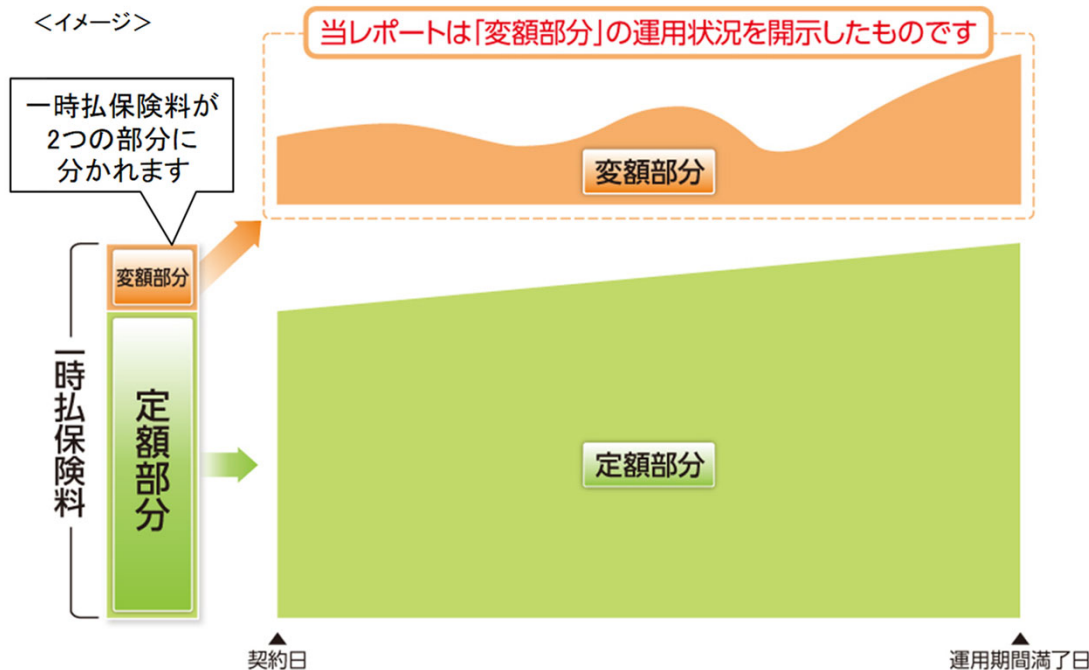 <イメージ>
当レポートは「変額部分」の運用状況を開示したものです
一時払保険料が
2つの部分に
分かれます
変額部分
変額部分
一時払保険料
定額部分
定額部分
▲
契約日
▲
運用期間満了日